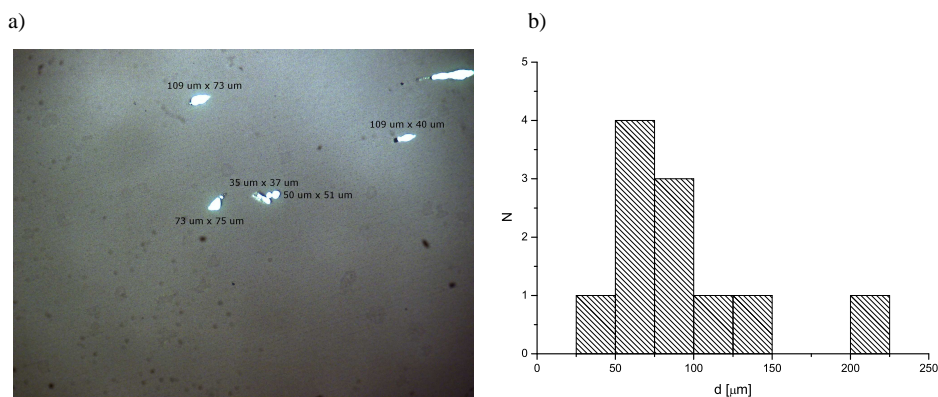 a)
b)
109 um x 73 um
109 um x 40 um
35 um x 37 um
50 um x 51 um
73 um x 75 um
5
4
3
2
1
0
N
0 50 100 150 200 250
d [μm]